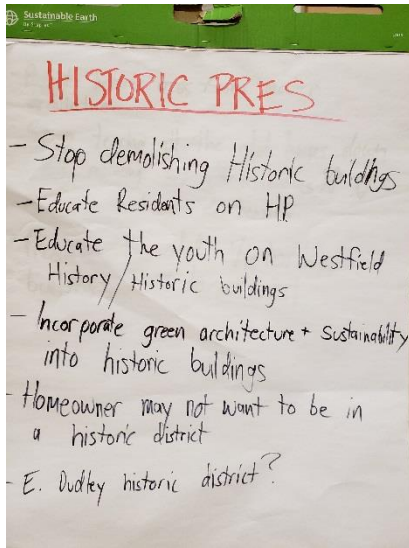 Sustainable Earth
HISTORIC PRES
- Stop demolishing Historic buildings
- Educate Residents on HP
- Educate the youth on Westfield
History/Historic buildings
- Incorporate green architecture + Sustainability
into historic buildings
- Homeowner may not want to be in
a historic district
- E. Dudley historic district?